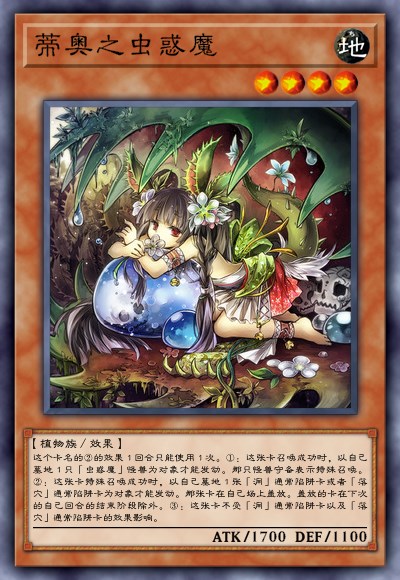 蒂奥之虫惑魔
地
【植物族／效果】
这个卡名的②的效果１回合只能使用１次。①：这张卡召唤成功时，以自己
墓地１只「虫惑魔」怪兽为对象才能发动。那只怪兽守备表示特殊召唤。
②：这张卡特殊召唤成功时，以自己墓地１张「洞」通常陷阱卡或者「落
穴」通常陷阱卡为对象才能发动。那张卡在自己场上盖放。盖放的卡在下次
的自己回合的结束阶段除外。③：这张卡不受「洞」通常陷阱卡以及「落
穴」通常陷阱卡的效果影响。
ATK/1700 DEF/1100